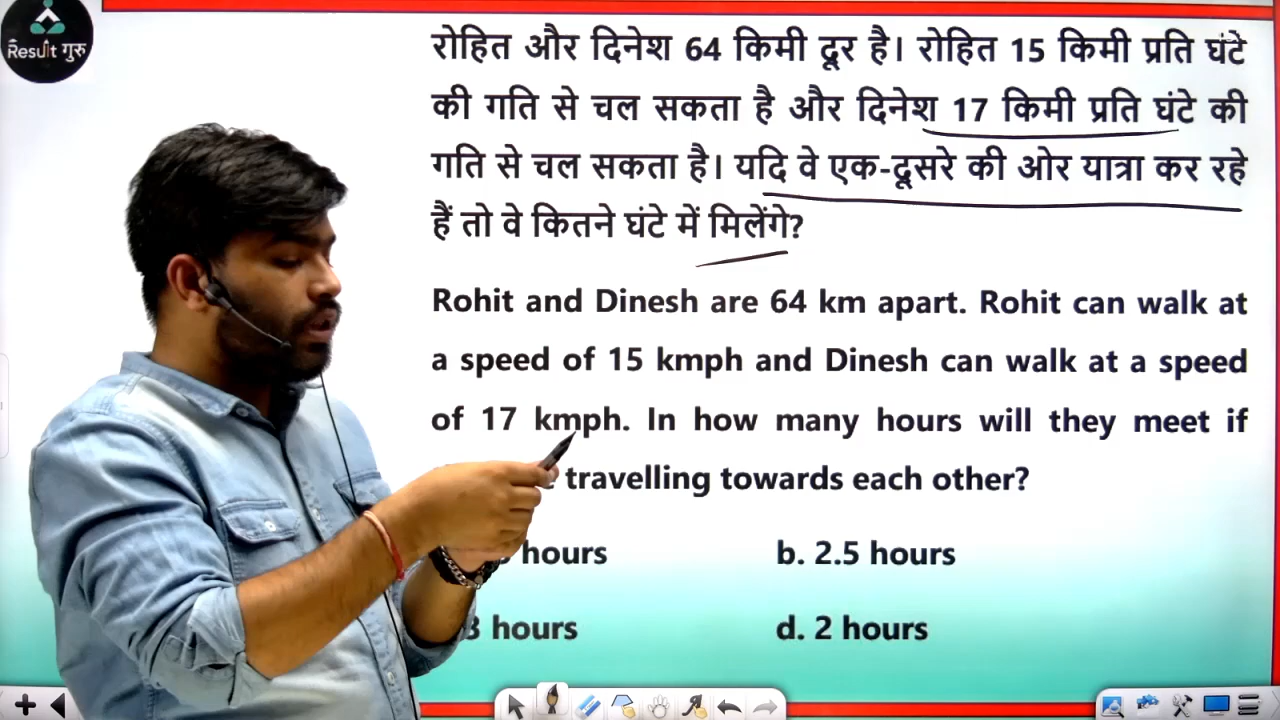 Result गुरु
रोहित और दिनेश 64 किमी दूर है। रोहित 15 किमी प्रति घंटे
की गति से चल सकता है और दिनेश 17 किमी प्रति घंटे की
गति से चल सकता है। यदि वे एक-दूसरे की ओर यात्रा कर रहे
हैं तो वे कितने घंटे में मिलेंगे?
Rohit and Dinesh are 64 km apart. Rohit can walk at
a speed of 15 kmph and Dinesh can walk at a speed
of 17 kmph. In how many hours will they meet if
travelling towards each other?
hours
b. 2.5 hours
3 hours
d. 2 hours